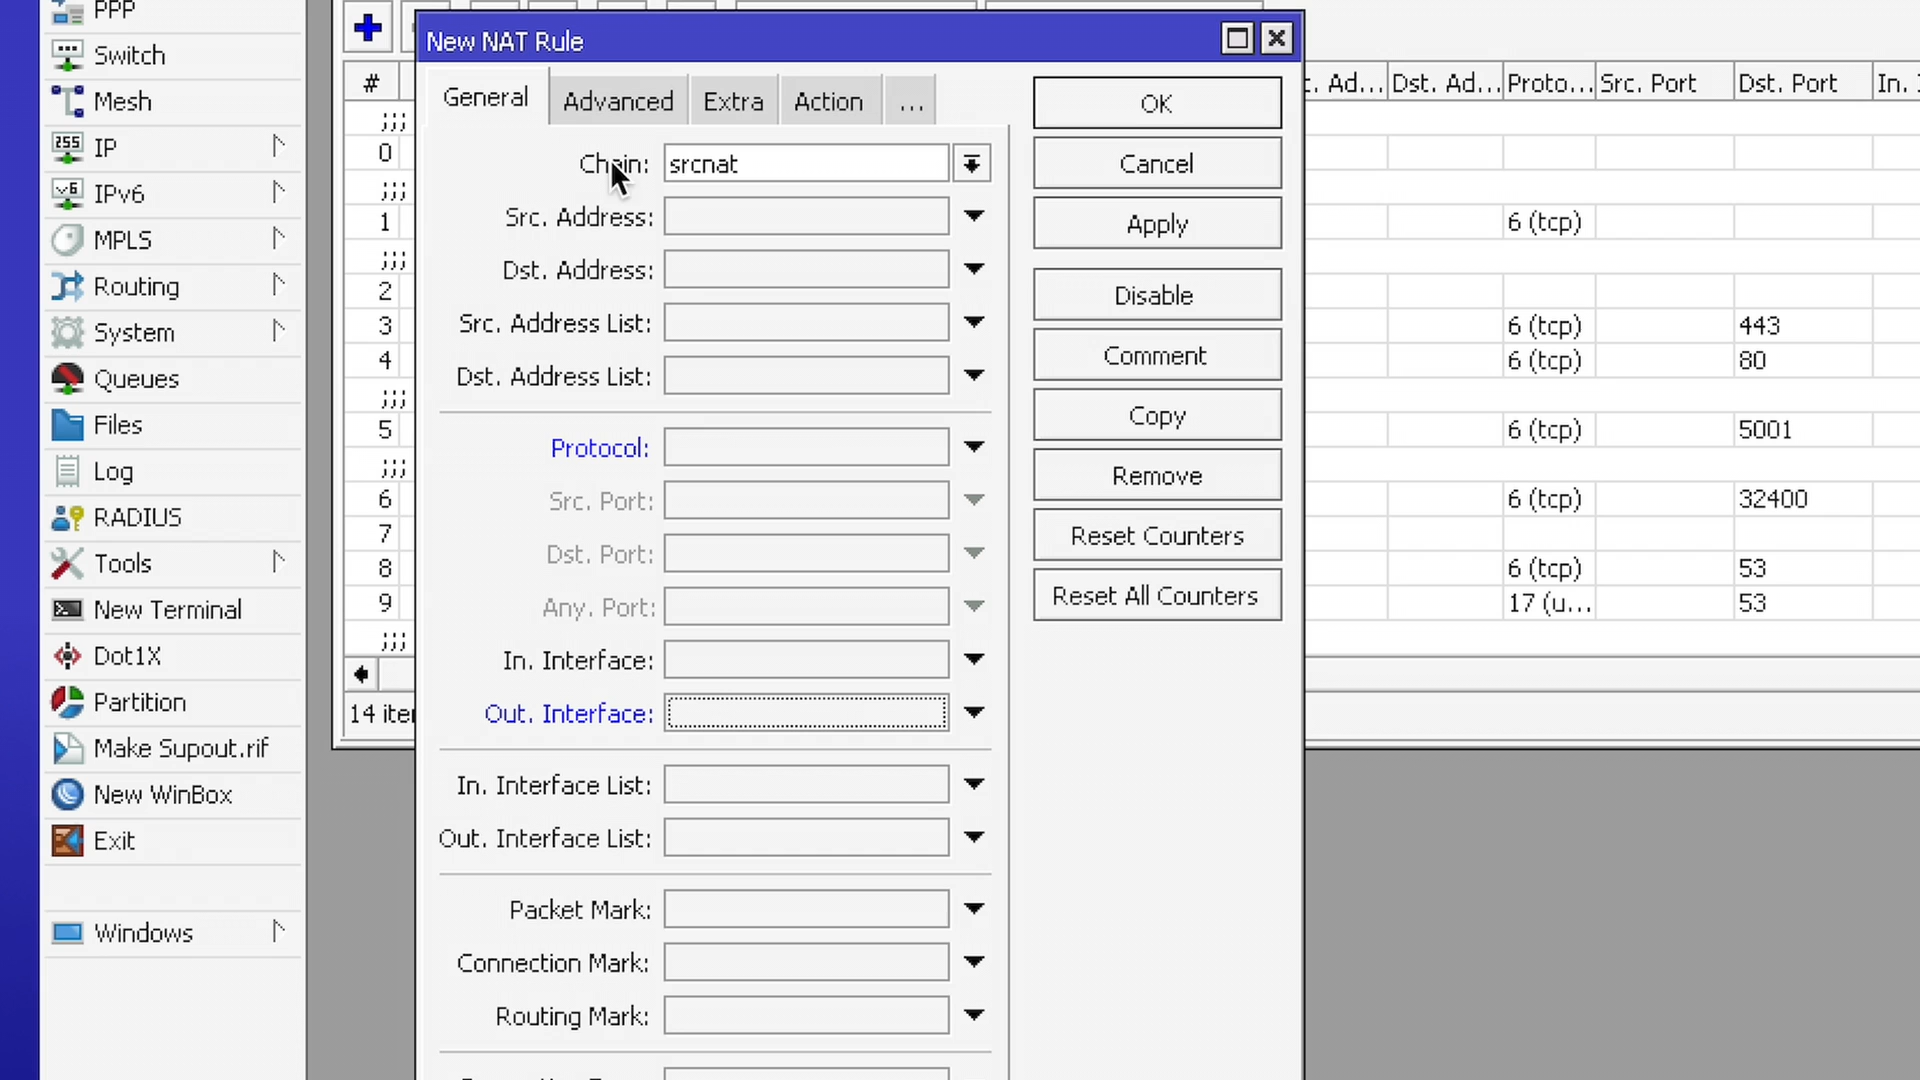 PPP
Switch
Mesh
IP
IPv6
MPLS
Routing
System
Queues
Files
Log
RADIUS
Tools
New Terminal
Dot1X
Partition
Make Supout.rif
New WinBox
Exit
Windows
New NAT Rule
General Advanced Extra Action ...
Chain: srcnat
Src. Address:
Dst. Address:
Src. Address List:
Dst. Address List:
Protocol:
Src. Port:
Dst. Port:
Any. Port:
In. Interface:
Out. Interface:
In. Interface List:
Out. Interface List:
Packet Mark:
Connection Mark:
Routing Mark:
OK
Cancel
Apply
Disable
Comment
Copy
Remove
Reset Counters
Reset All Counters
# Ad... Dst. Ad... Proto... Src. Port Dst. Port In.
;;;
0
;;;
1 6 (tcp)
;;;
2
3 6 (tcp) 443
4 6 (tcp) 80
;;;
5 6 (tcp) 5001
;;;
6 6 (tcp) 32400
7
8 6 (tcp) 53
9 17 (u... 53
;;;
14